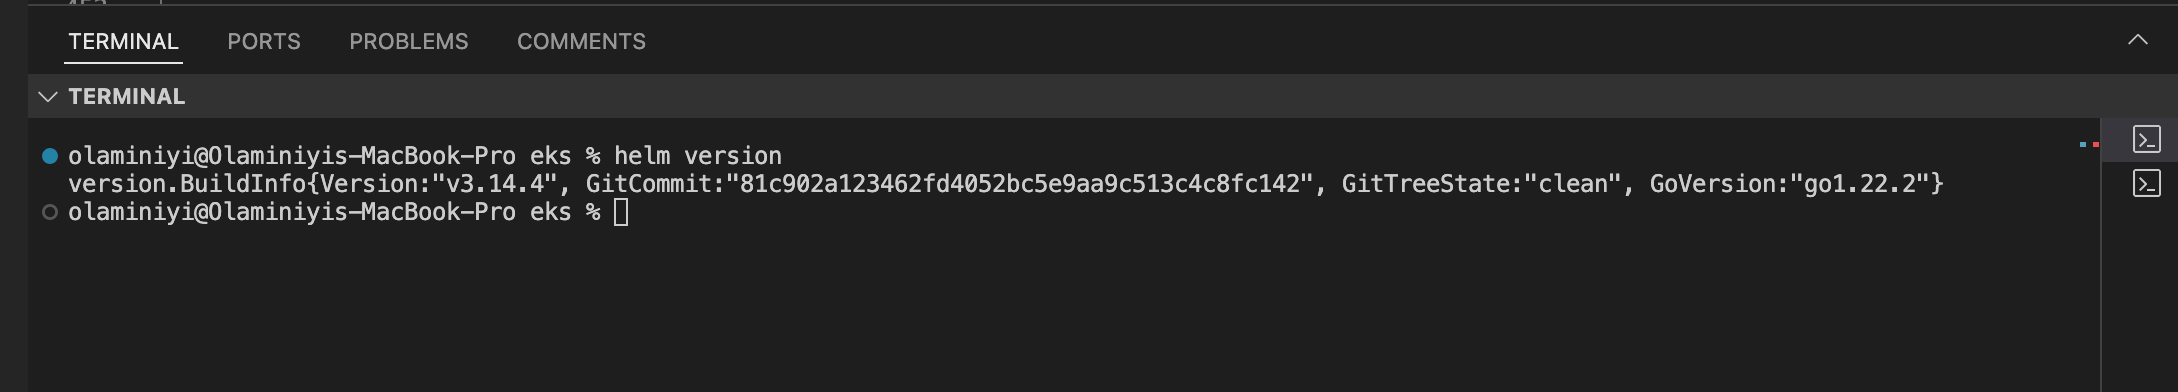 TERMINAL PORTS PROBLEMS COMMENTS
TERMINAL
olaminiyi@Olaminiyis-MacBook-Pro eks % helm version
version.BuildInfo{Version:"v3.14.4", GitCommit:"81c902a123462fd4052bc5e9aa9c513c4c8fc142", GitTreeState:"clean", GoVersion:"go1.22.2"}
olaminiyi@Olaminiyis-MacBook-Pro eks %